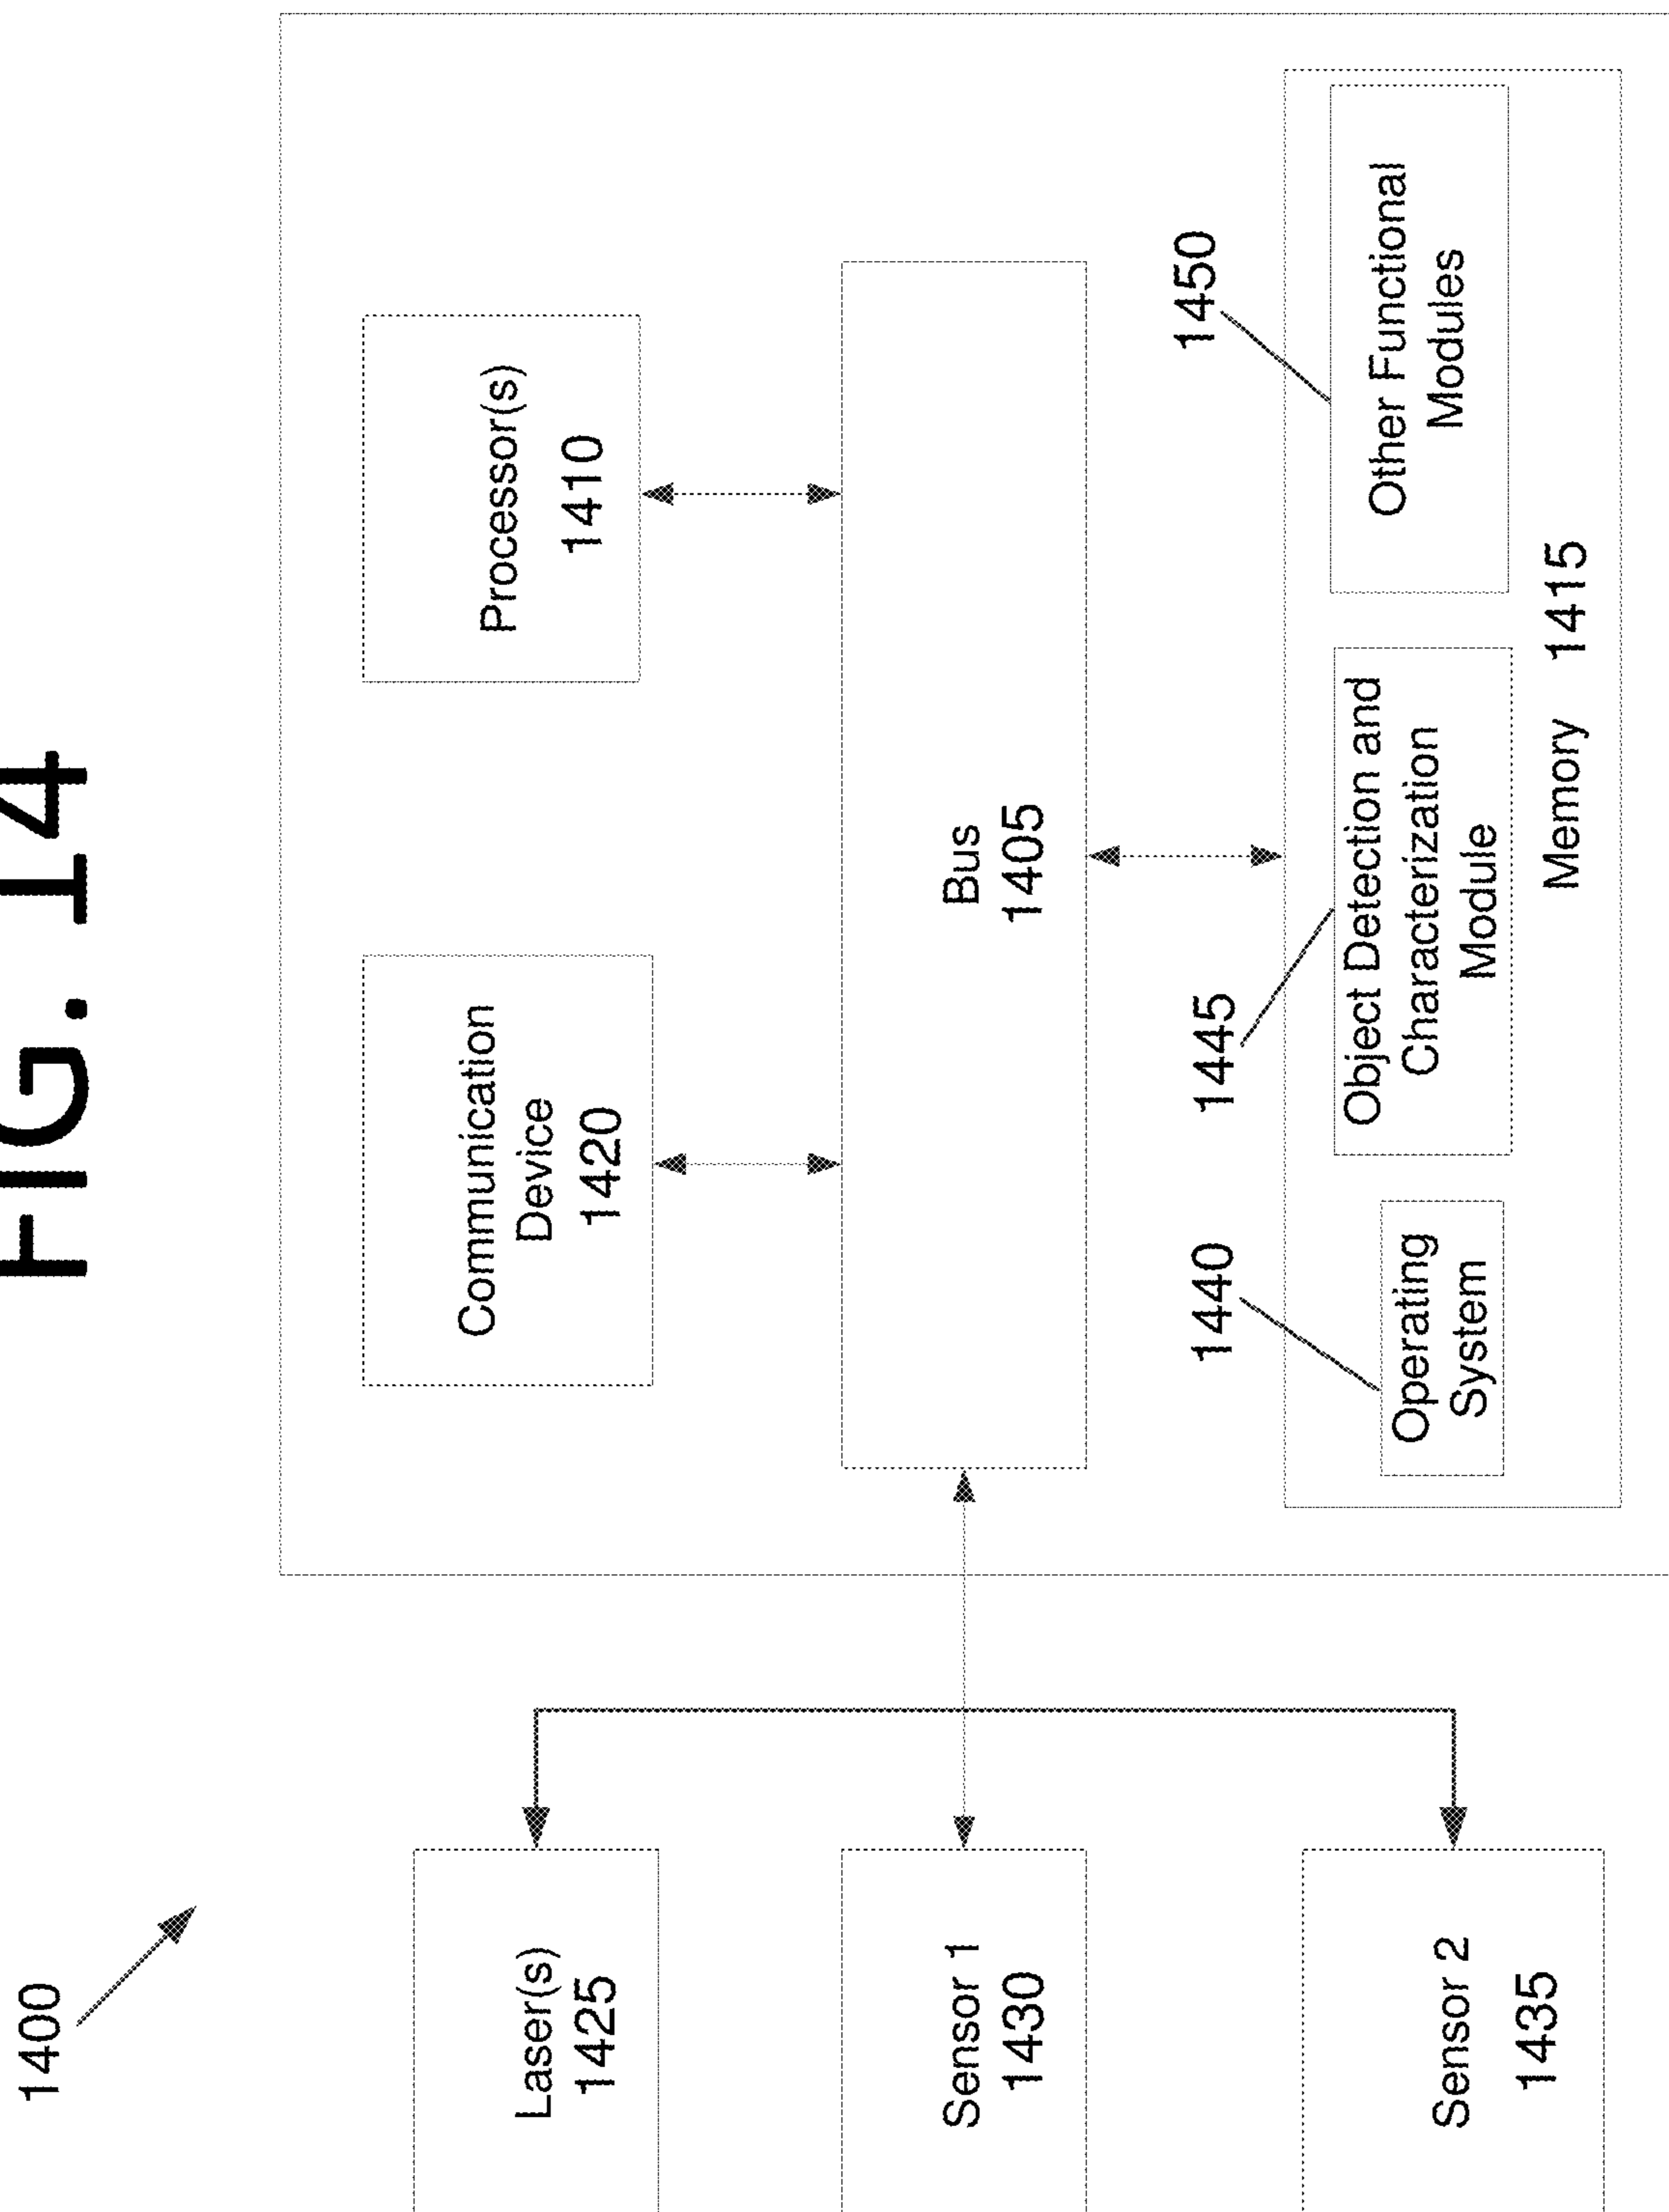 FIG. 14
1400
Laser(s)
1425
Sensor 1
1430
Sensor 2
1435
Communication
Device
1420
Processor(s)
1410
Bus
1405
1440
1445
1450
Operating
System
Object Detection and
Characterization
Module
Other Functional
Modules
Memory 1415